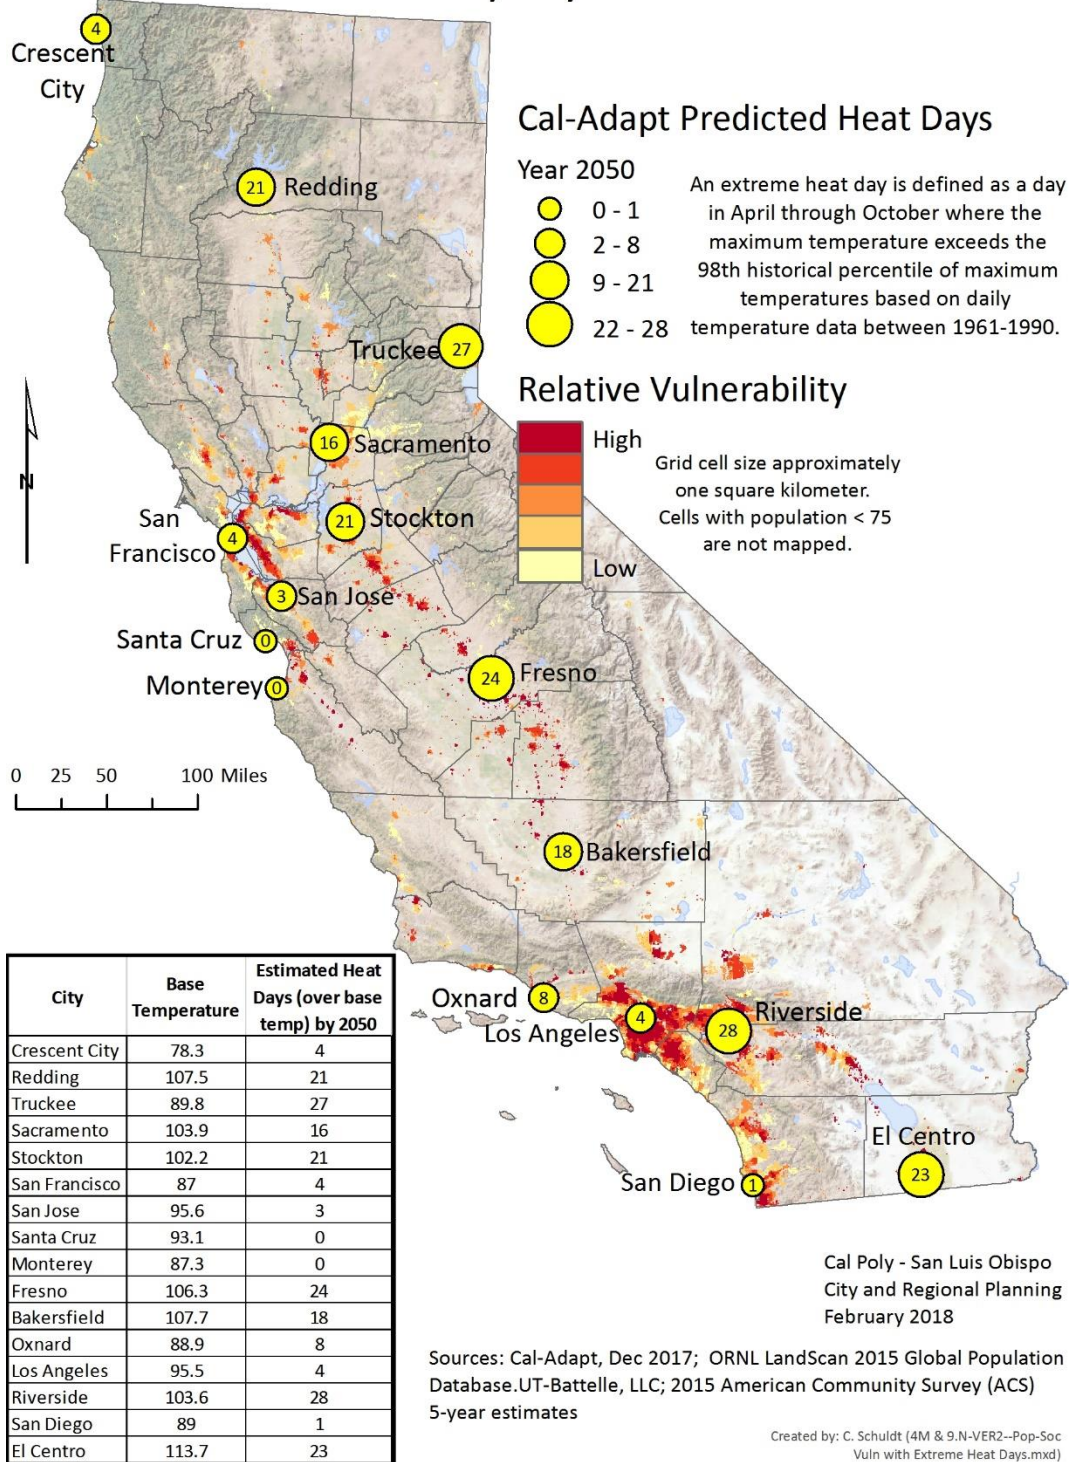 4
Crescent
City
Cal-Adapt Predicted Heat Days
Year 2050
0 - 1
2 - 8
9 - 21
22 - 28
An extreme heat day is defined as a day
in April through October where the
maximum temperature exceeds the
98th historical percentile of maximum
temperatures based on daily
temperature data between 1961-1990.
21 Redding
Truckee 27
Relative Vulnerability
High
Low
Grid cell size approximately
one square kilometer.
Cells with population < 75
are not mapped.
16 Sacramento
N
21 Stockton
San
Francisco
4
3 San Jose
Santa Cruz 0
Monterey 0
24 Fresno
0 25 50 100 Miles
18 Bakersfield
Oxnard 8
Los Angeles 4
Riverside
28
El Centro
23
San Diego 1
City Base Temperature Estimated Heat Days (over base temp) by 2050
Crescent City 78.3 4
Redding 107.5 21
Truckee 89.8 27
Sacramento 103.9 16
Stockton 102.2 21
San Francisco 87 4
San Jose 95.6 3
Santa Cruz 93.1 0
Monterey 87.3 0
Fresno 106.3 24
Bakersfield 107.7 18
Oxnard 88.9 8
Los Angeles 95.5 4
Riverside 103.6 28
San Diego 89 1
El Centro 113.7 23
Cal Poly - San Luis Obispo
City and Regional Planning
February 2018
Sources: Cal-Adapt, Dec 2017; ORNL LandScan 2015 Global Population
Database.UT-Battelle, LLC; 2015 American Community Survey (ACS)
5-year estimates
Created by: C. Schuldt (4M & 9.N-VER2--Pop-Soc
Vuln with Extreme Heat Days.mxd)